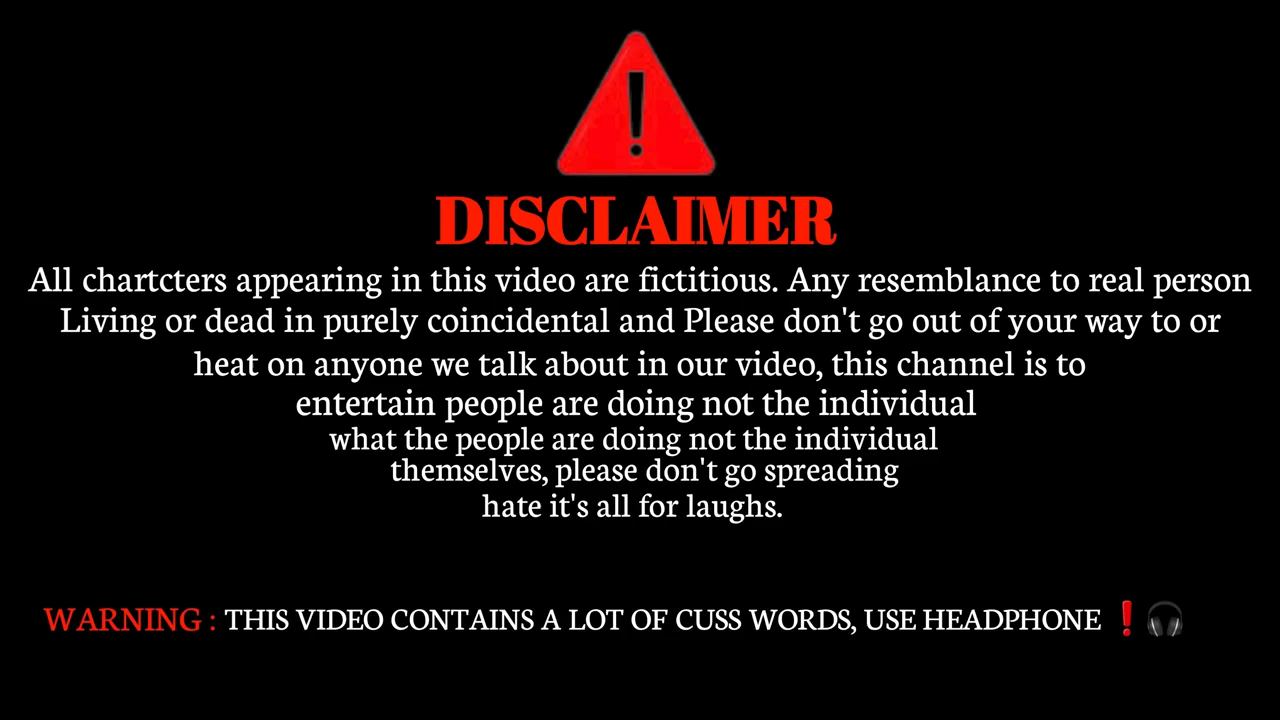 DISCLAIMER
All chartcters appearing in this video are fictitious. Any resemblance to real person
Living or dead in purely coincidental and Please don't go out of your way to or
heat on anyone we talk about in our video, this channel is to
entertain people are doing not the individual
what the people are doing not the individual
themselves, please don't go spreading
hate it's all for laughs.
WARNING : THIS VIDEO CONTAINS A LOT OF CUSS WORDS, USE HEADPHONE ❗🎧